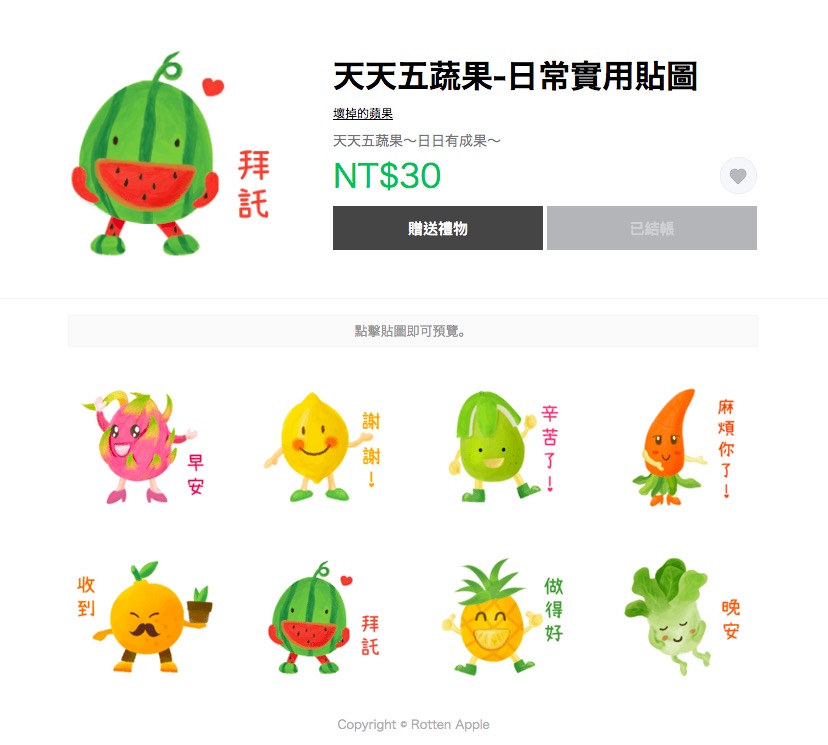 天天五蔬果-日常實用貼圖
壞掉的蘋果
天天五蔬果～日日有成果～
NT$30
拜託
贈送禮物
已結帳
點擊貼圖即可預覽。
早安
謝謝！
辛苦了！
麻煩你了！
收到
拜託
做得好
晚安
Copyright © Rotten Apple